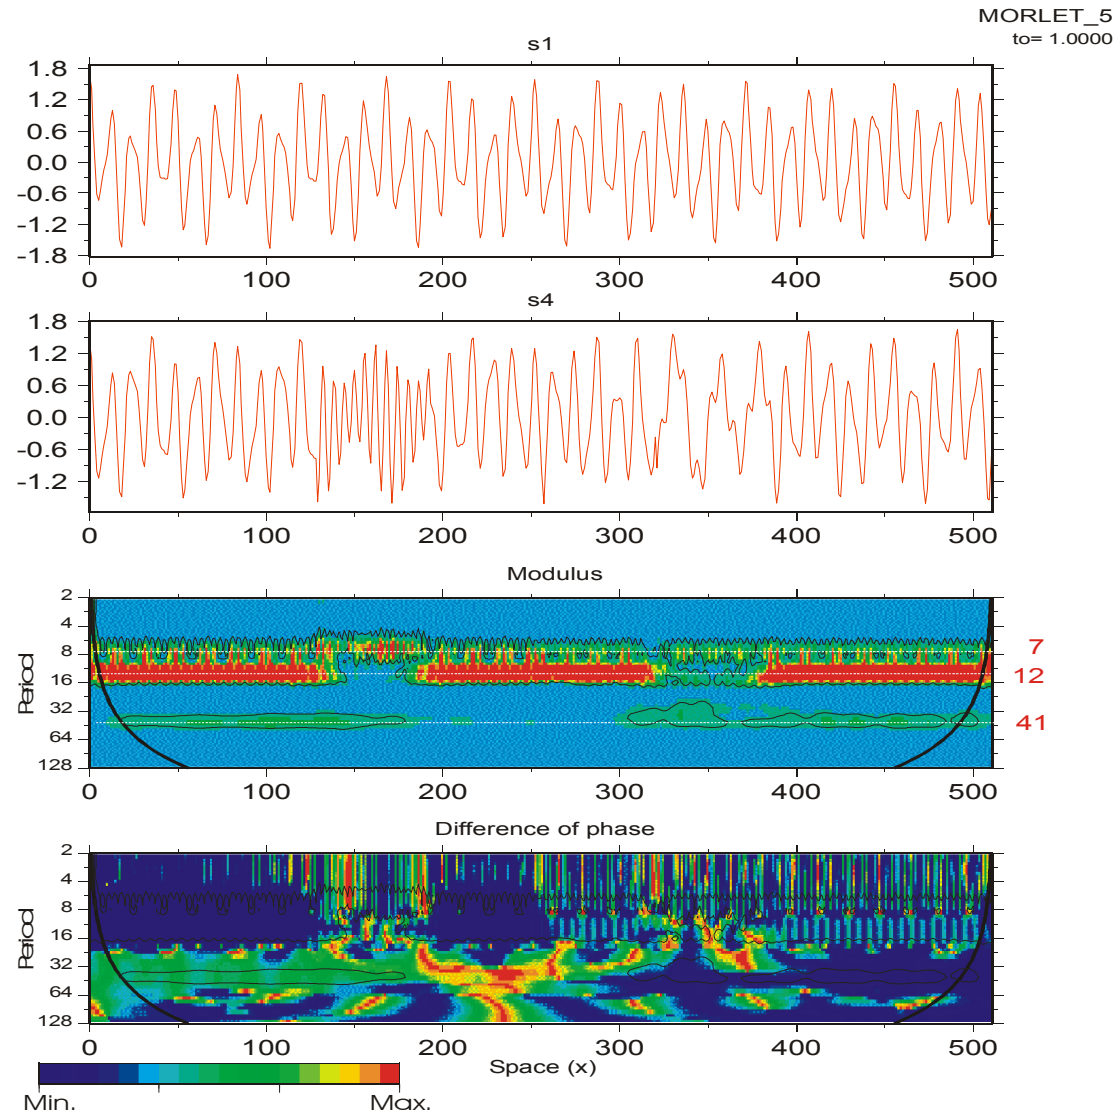 MORLET_5
to= 1.0000
s1
1.8
1.2
0.6
0.0
-0.6
-1.2
-1.8
0 100 200 300 400 500
s4
1.8
1.2
0.6
0.0
-0.6
-1.2
0 100 200 300 400 500
Modulus
Period
2
4
8
16
32
64
128
7
12
41
0 100 200 300 400 500
Difference of phase
Period
2
4
8
16
32
64
128
0 100 200 300 400 500
Space (x)
Min. Max.